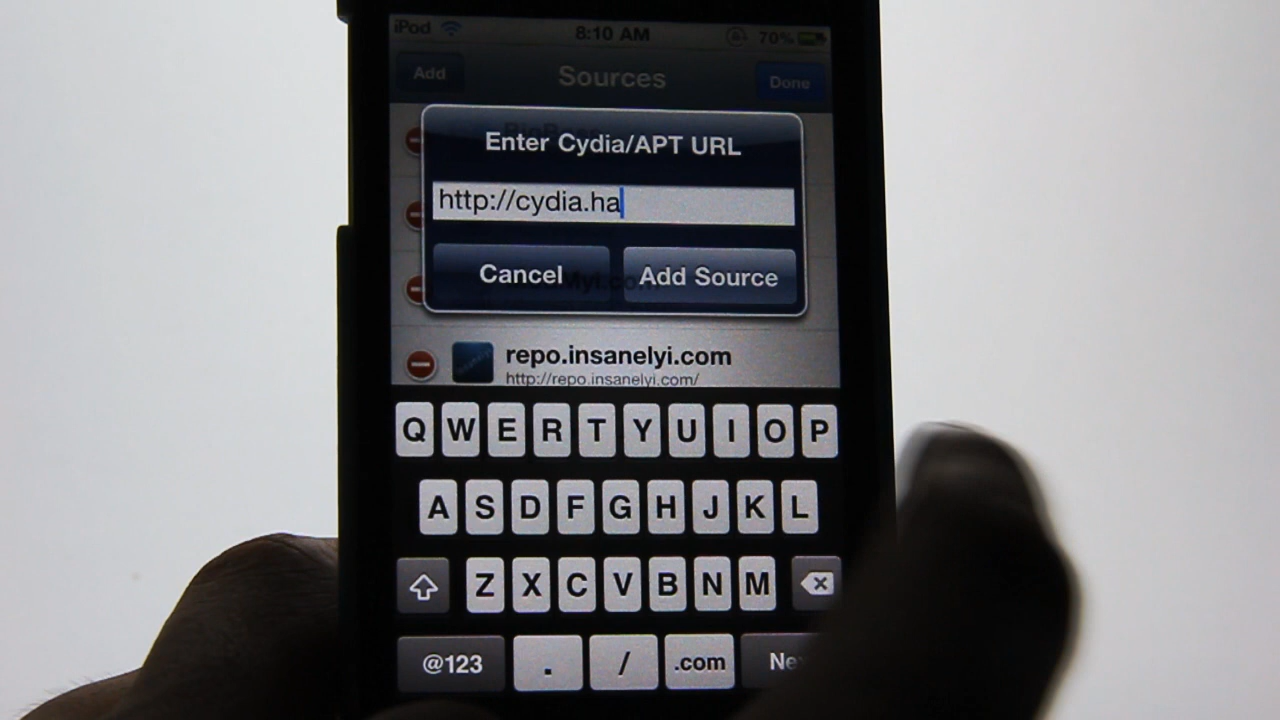 iPod 8:10 AM 70%
Add Sources Done
Enter Cydia/APT URL
http://cydia.ha
Cancel Add Source
repo.insanelyi.com
http://repo.insanelyi.com/
Q W E R T Y U I O P
A S D F G H J K L
Z X C V B N M
@123 . / .com